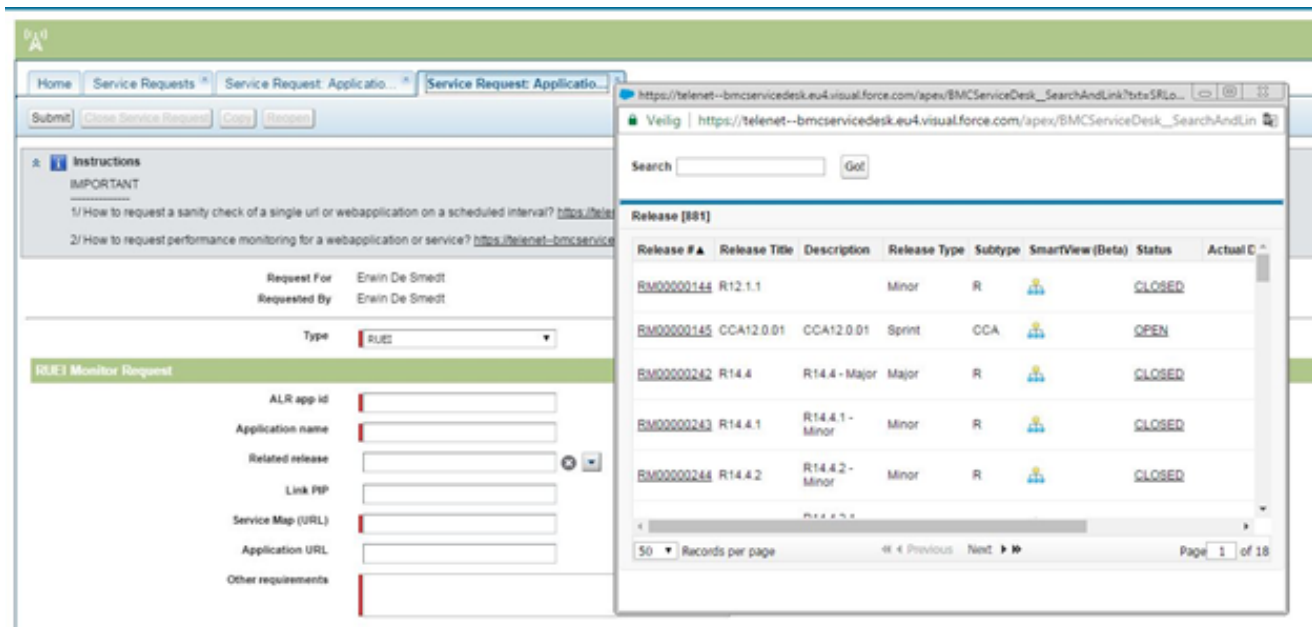 Home Service Requests Service Request: Applicatio... Service Request: Applicatio...
Submit Close Service Request Copy Reopen
Instructions
IMPORTANT
---------------
1/ How to request a sanity check of a single url or webapplication on a scheduled interval? https://tele
2/ How to request performance monitoring for a webapplication or service? https://telenet--bmcservice
Request For Erwin De Smedt
Requested By Erwin De Smedt
Type RUEI
RUEI Monitor Request
ALR app id
Application name
Related release
Link PIP
Service Map (URL)
Application URL
Other requirements
https://telenet--bmcservicedesk.eu4.visual.force.com/apex/BMCServiceDesk__SearchAndLink?txt=SRLo...
Veilig | https://telenet--bmcservicedesk.eu4.visual.force.com/apex/BMCServiceDesk__SearchAndLin
Search Go!
Release [881]
Release # Release Title Description Release Type Subtype SmartView (Beta) Status Actual D
RM00000144 R12.1.1 Minor R CLOSED
RM00000145 CCA12.0.01 CCA12.0.01 Sprint CCA OPEN
RM00000242 R14.4 R14.4 - Major Major R CLOSED
RM00000243 R14.4.1 R14.4.1 - Minor Minor R CLOSED
RM00000244 R14.4.2 R14.4.2 - Minor Minor R CLOSED
50 Records per page Previous Next Page 1 of 18